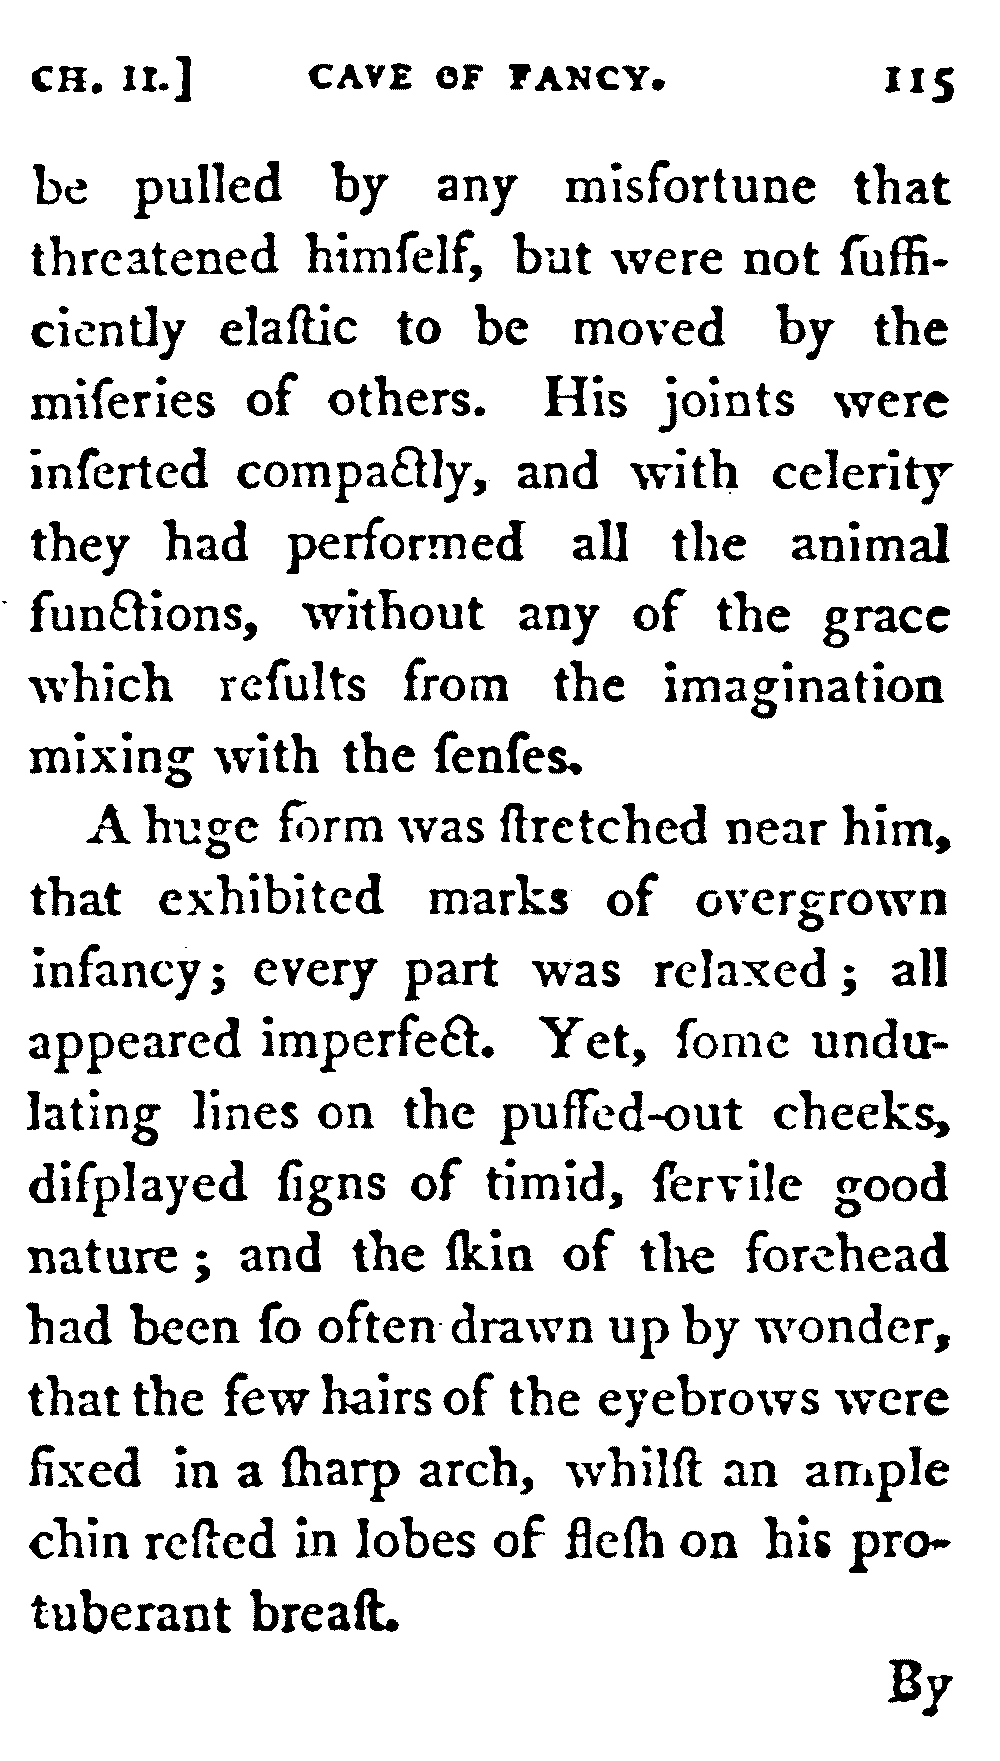 CH. II.] CAVE OF FANCY. 115
be pulled by any misfortune that
threatened himſelf, but were not ſuffi-
ciently elaſtic to be moved by the
miſeries of others. His joints were
inſerted compactly, and with celerity
they had performed all the animal
functions, without any of the grace
which reſults from the imagination
mixing with the ſenſes.
A huge form was ſtretched near him,
that exhibited marks of overgrown
infancy; every part was relaxed; all
appeared imperfect. Yet, ſome undu-
lating lines on the puffed-out cheeks,
diſplayed ſigns of timid, ſervile good
nature; and the ſkin of the forehead
had been ſo often drawn up by wonder,
that the few hairs of the eyebrows were
fixed in a ſharp arch, whilſt an ample
chin reſted in lobes of fleſh on his pro-
tuberant breaſt.
By